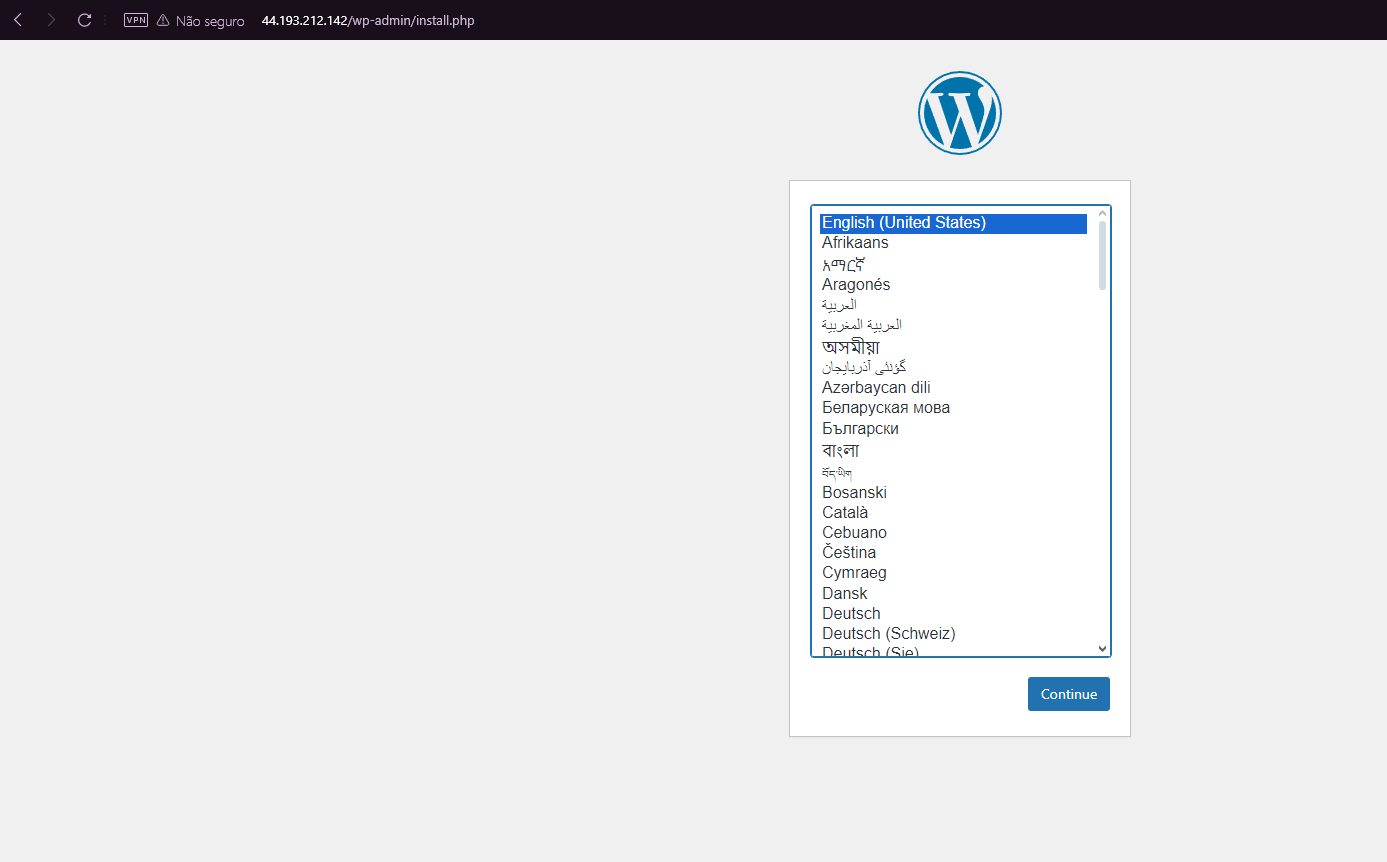 VPN Não seguro 44.193.212.142/wp-admin/install.php
English (United States)
Afrikaans
አማርኛ
Aragonés
العربية
العربية المغربية
অসমীয়া
گؤنئی آذربایجان
Azərbaycan dili
Беларуская мова
Български
বাংলা
བོད་ཡིག
Bosanski
Català
Cebuano
Čeština
Cymraeg
Dansk
Deutsch
Deutsch (Schweiz)
Deutsch (Sie)
Continue